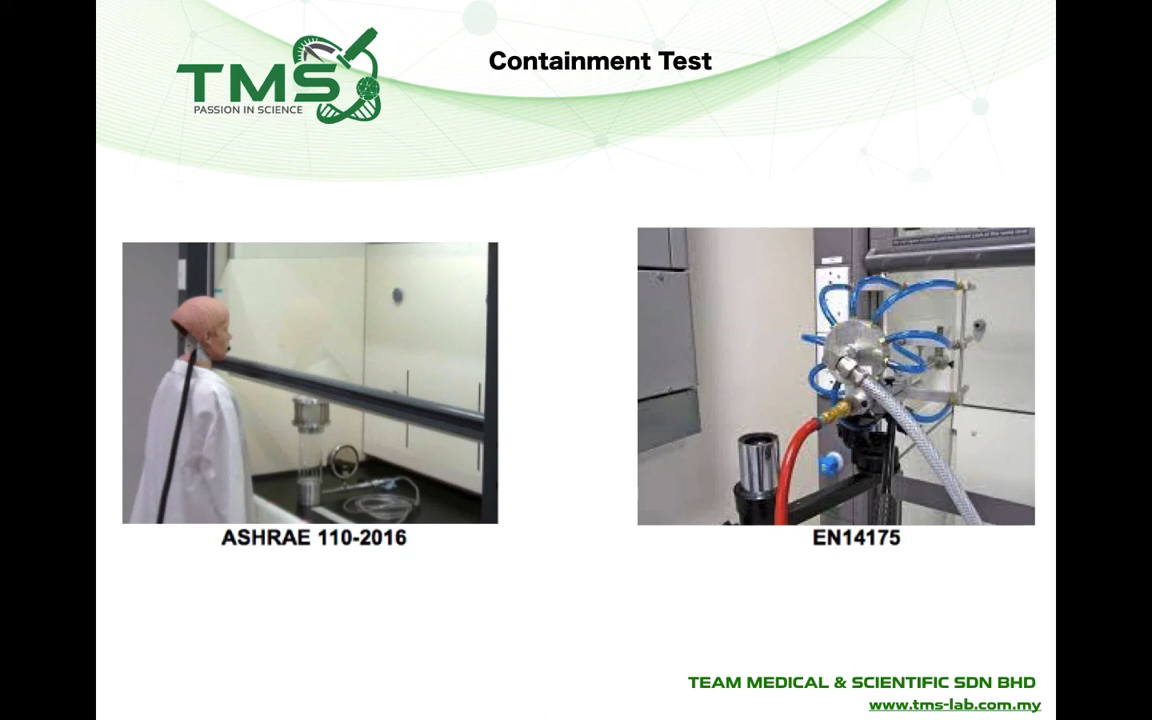 TMS
PASSION IN SCIENCE
Containment Test
ASHRAE 110-2016
EN14175
TEAM MEDICAL & SCIENTIFIC SDN BHD
www.tms-lab.com.my